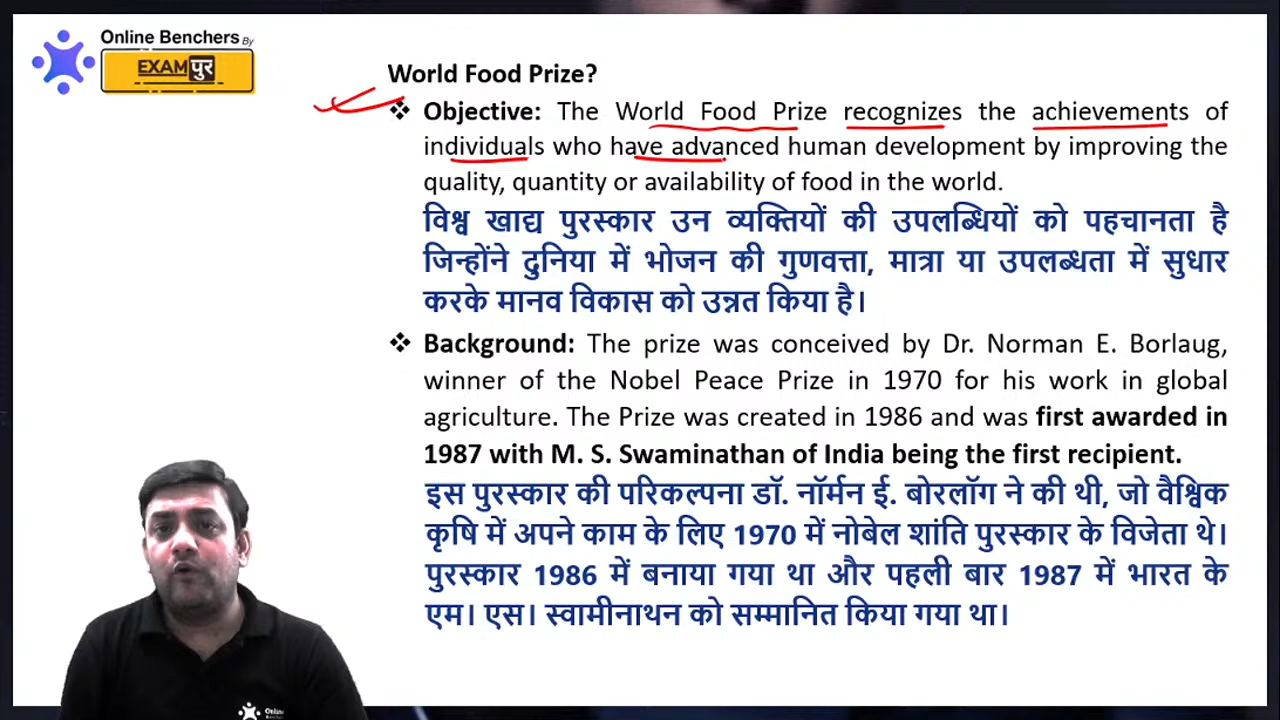 Online Benchers By
EXAMपुर
World Food Prize?
❖ Objective: The World Food Prize recognizes the achievements of
individuals who have advanced human development by improving the
quality, quantity or availability of food in the world.
विश्व खाद्य पुरस्कार उन व्यक्तियों की उपलब्धियों को पहचानता है
जिन्होंने दुनिया में भोजन की गुणवत्ता, मात्रा या उपलब्धता में सुधार
करके मानव विकास को उन्नत किया है।
❖ Background: The prize was conceived by Dr. Norman E. Borlaug,
winner of the Nobel Peace Prize in 1970 for his work in global
agriculture. The Prize was created in 1986 and was first awarded in
1987 with M. S. Swaminathan of India being the first recipient.
इस पुरस्कार की परिकल्पना डॉ. नॉर्मन ई. बोरलॉग ने की थी, जो वैश्विक
कृषि में अपने काम के लिए 1970 में नोबेल शांति पुरस्कार के विजेता थे।
पुरस्कार 1986 में बनाया गया था और पहली बार 1987 में भारत के
एम। एस। स्वामीनाथन को सम्मानित किया गया था।
Online